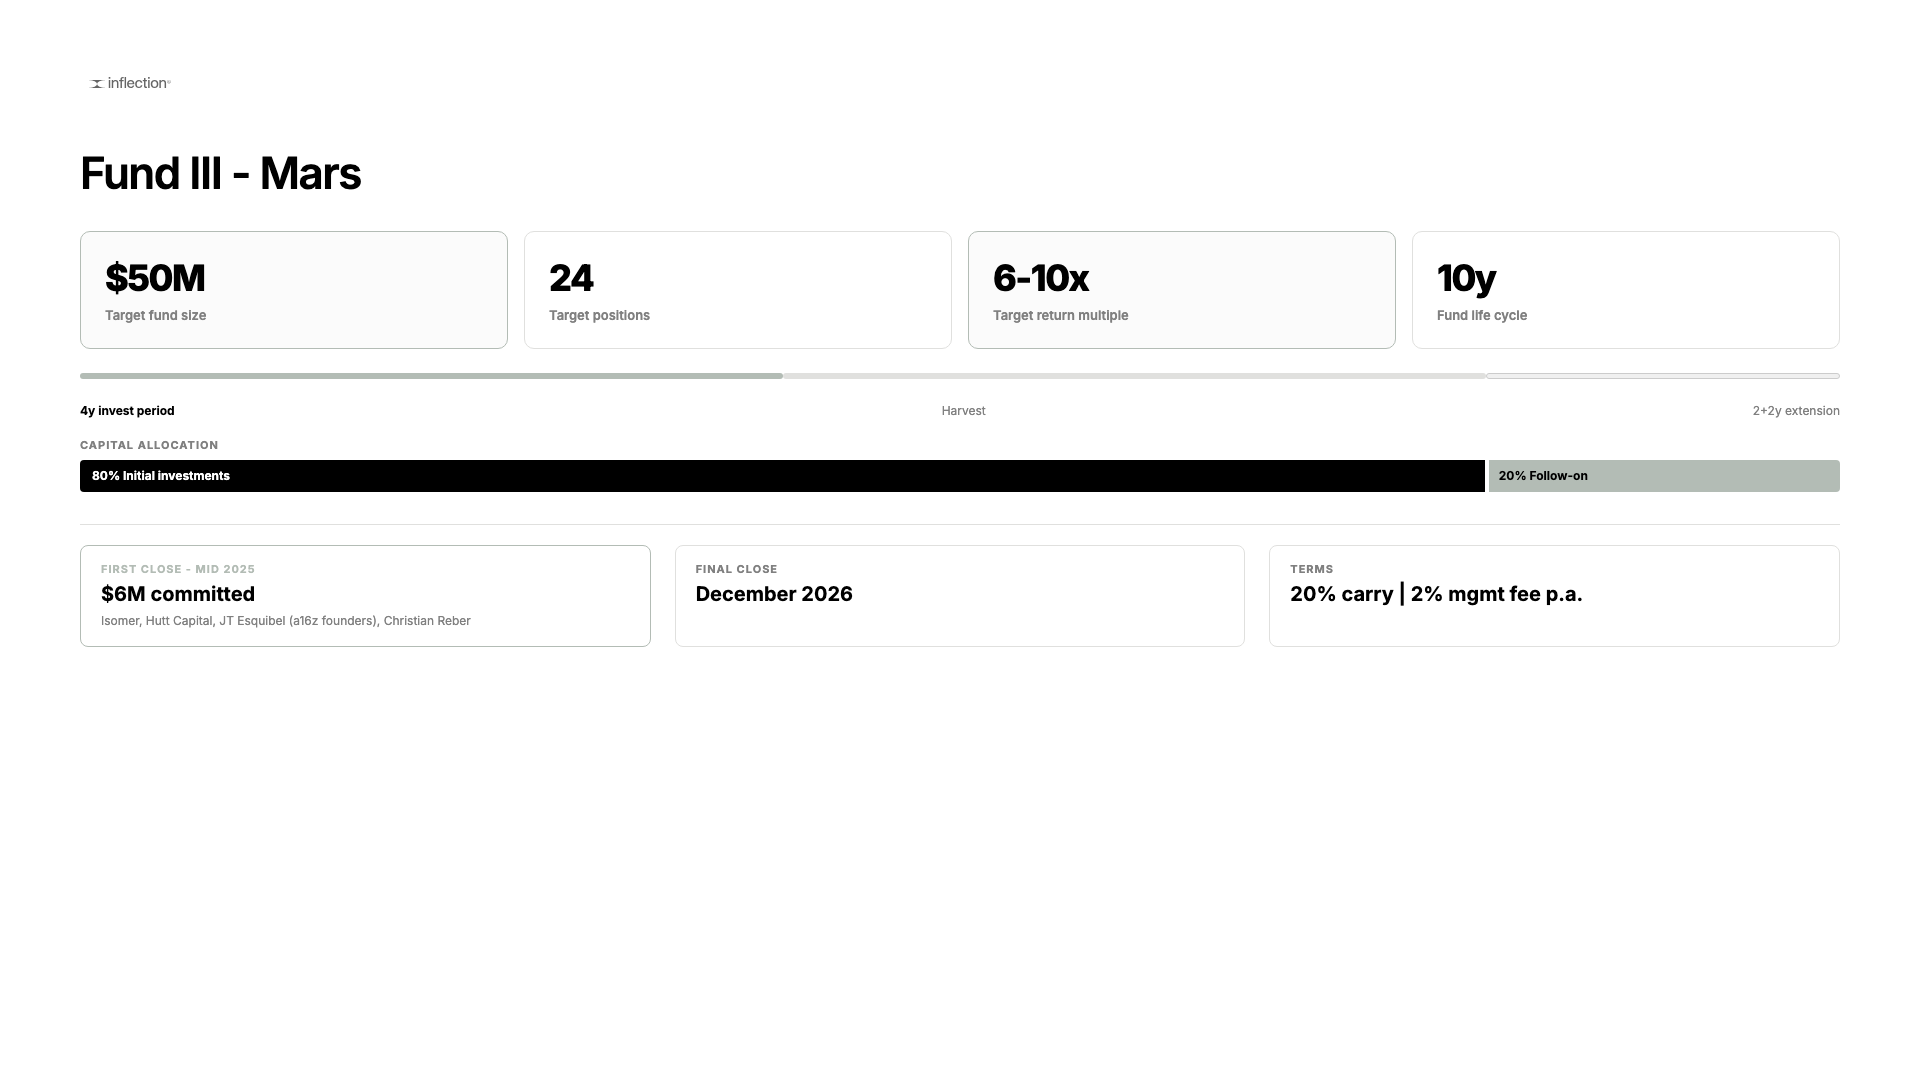 inflection®
Fund III - Mars
$50M
Target fund size
24
Target positions
6-10x
Target return multiple
10y
Fund life cycle
4y invest period
Harvest
2+2y extension
CAPITAL ALLOCATION
80% Initial investments
20% Follow-on
FIRST CLOSE - MID 2025
$6M committed
Isomer, Hutt Capital, JT Esquibel (a16z founders), Christian Reber
FINAL CLOSE
December 2026
TERMS
20% carry | 2% mgmt fee p.a.